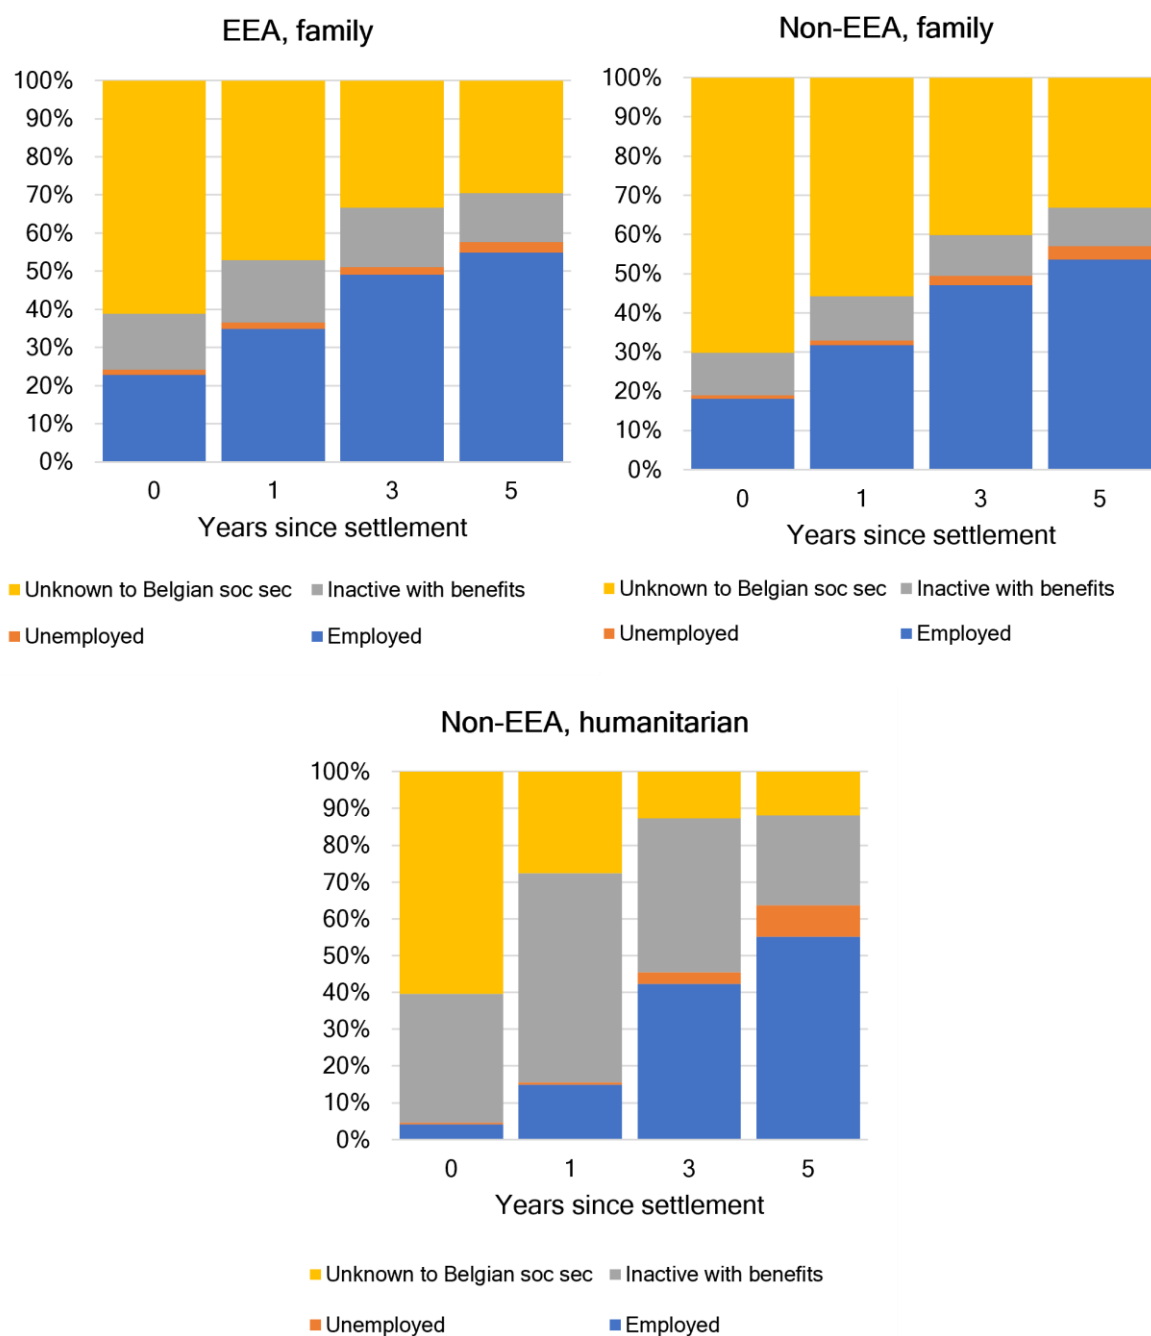 EEA, family
100%
90%
80%
70%
60%
50%
40%
30%
20%
10%
0%
0 1 3 5
Years since settlement
Unknown to Belgian soc sec Inactive with benefits
Unemployed Employed
Non-EEA, family
100%
90%
80%
70%
60%
50%
40%
30%
20%
10%
0%
0 1 3 5
Years since settlement
Unknown to Belgian soc sec Inactive with benefits
Unemployed Employed
Non-EEA, humanitarian
100%
90%
80%
70%
60%
50%
40%
30%
20%
10%
0%
0 1 3 5
Years since settlement
Unknown to Belgian soc sec Inactive with benefits
Unemployed Employed